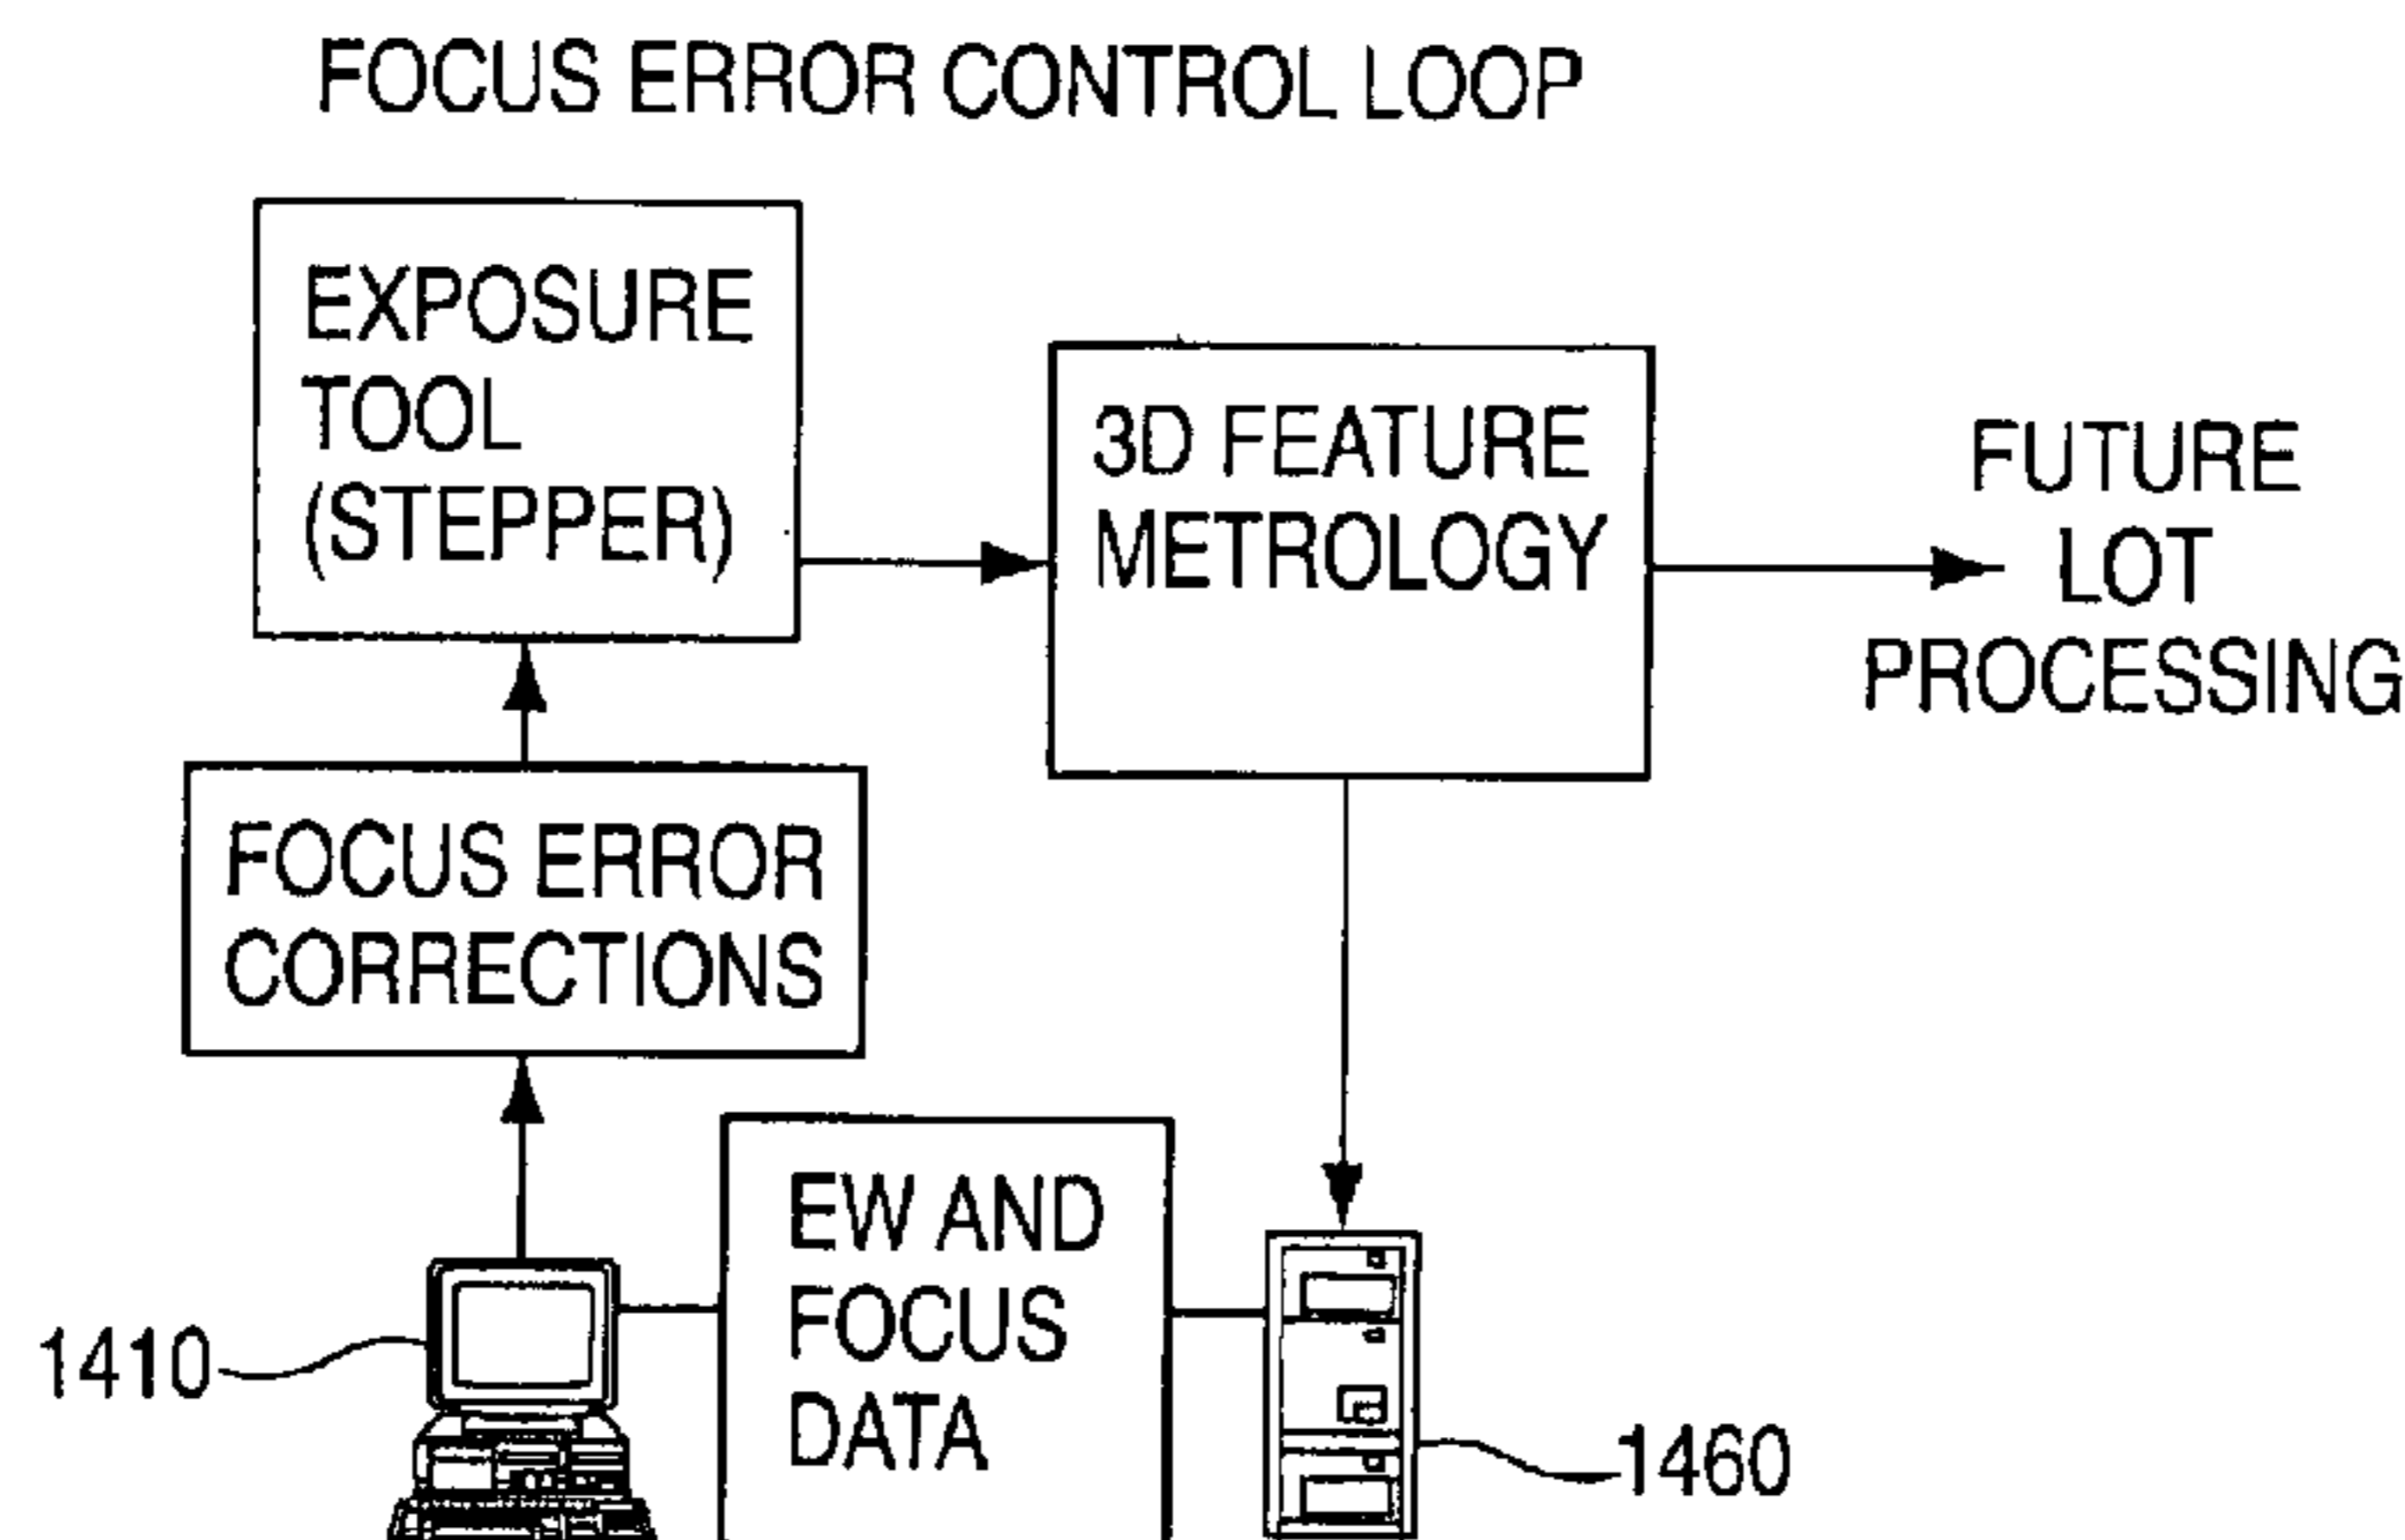 FOCUS ERROR CONTROL LOOP
EXPOSURE
TOOL
(STEPPER)
3D FEATURE
METROLOGY
FUTURE
LOT
PROCESSING
FOCUS ERROR
CORRECTIONS
EW AND
FOCUS
DATA
1410
1460